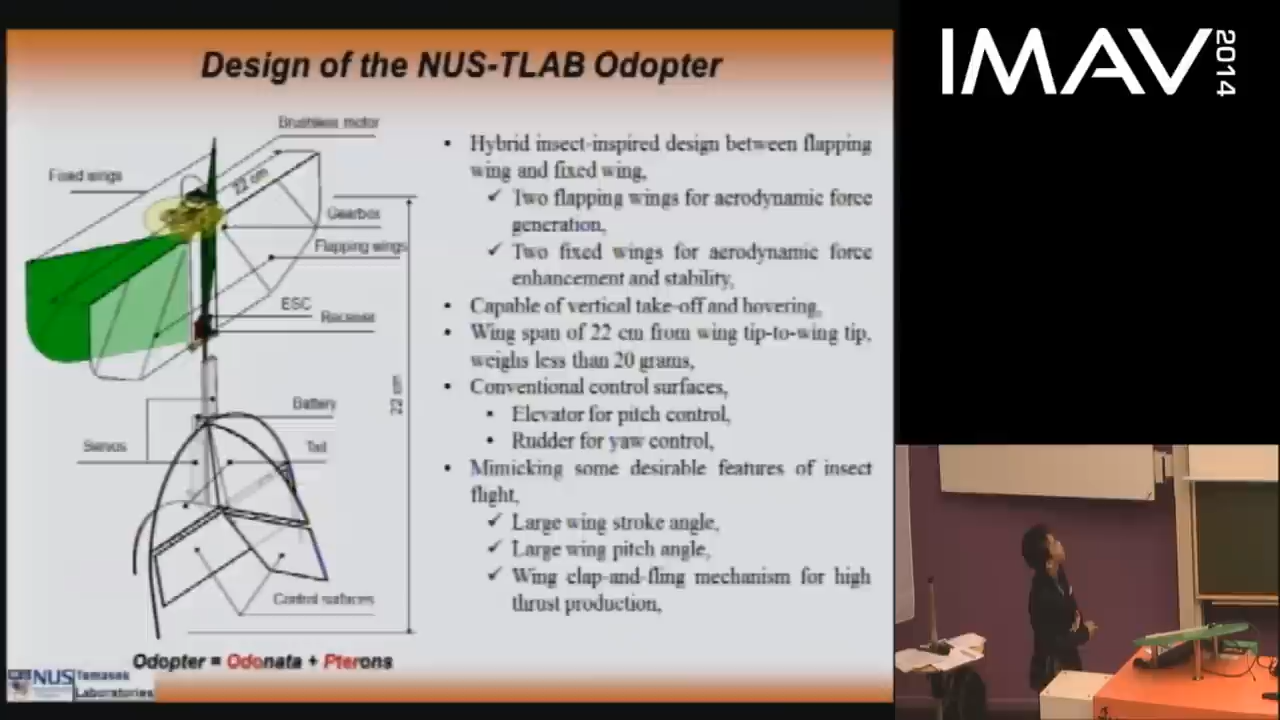 Design of the NUS-TLAB Odopter
IMAV
2014
Brushless motor
Fixed wings
22 cm
Gearbox
Flapping wings
ESC
Receiver
22 cm
Battery
Servos
Tail
Control surfaces
• Hybrid insect-inspired design between flapping
wing and fixed wing,
✓ Two flapping wings for aerodynamic force
generation,
✓ Two fixed wings for aerodynamic force
enhancement and stability,
• Capable of vertical take-off and hovering,
• Wing span of 22 cm from wing tip-to-wing tip,
weighs less than 20 grams,
• Conventional control surfaces,
• Elevator for pitch control,
• Rudder for yaw control,
• Mimicking some desirable features of insect
flight,
✓ Large wing stroke angle,
✓ Large wing pitch angle,
✓ Wing clap-and-fling mechanism for high
thrust production,
Odopter = Odonata + Pterons
NUS
Temasek
Laboratories